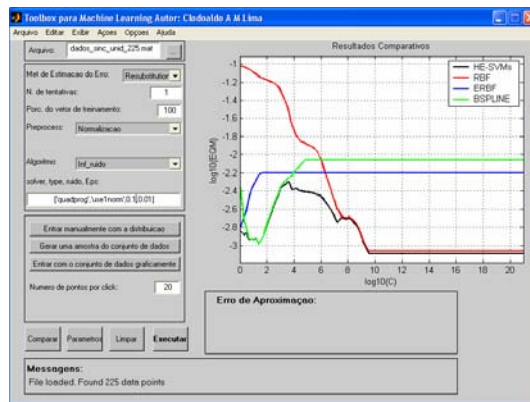 Toolbox para Machine Learning Autor: Clodoaldo A M Lima
Arquivo Editar Exibir Açoes Opçoes Ajuda
Arquivo: dados_sinc_unid_225.mat ...
Met de Estimacao do Erro: Resubstitution
N. de tentativas: 1
Porc. do vetor de treinamento: 100
Preprocess: Normalizacao
Algoritmo: Inf_ruido
solver, type, ruido, Eps:
{'quadprog','use1norm',0.1,0.01}
Entrar manualmente com a distribuicao
Gerar uma amostra do conjunto de dados
Entrar com o conjunto de dados graficamente
Numero de pontos por click: 20
Comparar Parametros Limpar Executar
Resultados Comparativos
HE-SVMs
RBF
ERBF
BSPLINE
log10(EQM)
-1
-1.2
-1.4
-1.6
-1.8
-2
-2.2
-2.4
-2.6
-2.8
-3
0 2 4 6 8 10 12 14 16 18 20
log10(C)
Erro de Aproximaçao:
Messagens:
File loaded. Found 225 data points